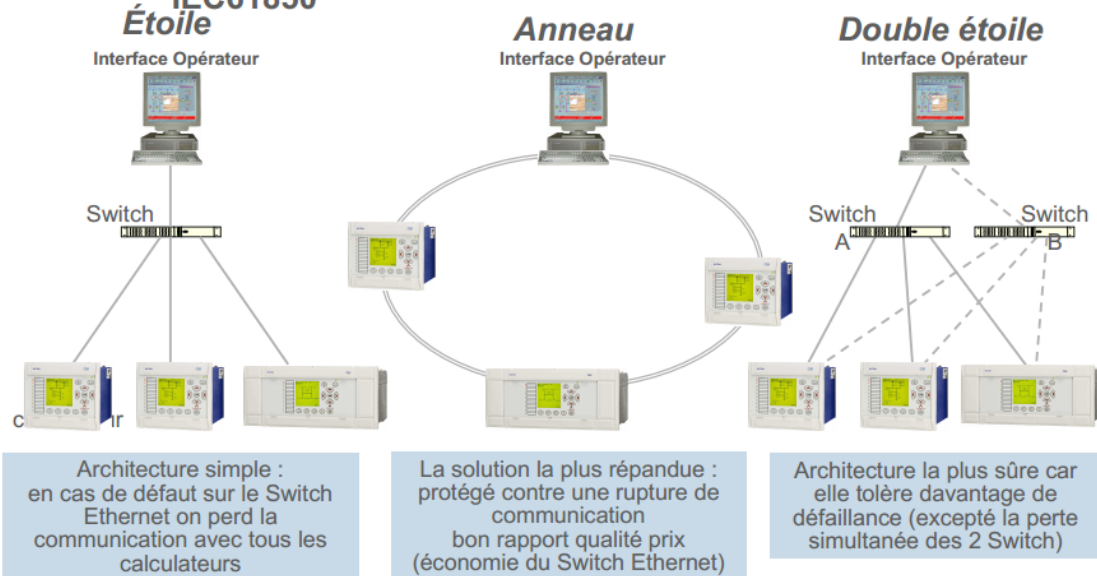 IEC61850
Étoile
Interface Opérateur
Switch
Architecture simple :
en cas de défaut sur le Switch
Ethernet on perd la
communication avec tous les
calculateurs
Anneau
Interface Opérateur
La solution la plus répandue :
protégé contre une rupture de
communication
bon rapport qualité prix
(économie du Switch Ethernet)
Double étoile
Interface Opérateur
Switch
A
Switch
B
Architecture la plus sûre car
elle tolère davantage de
défaillance (excepté la perte
simultanée des 2 Switch)